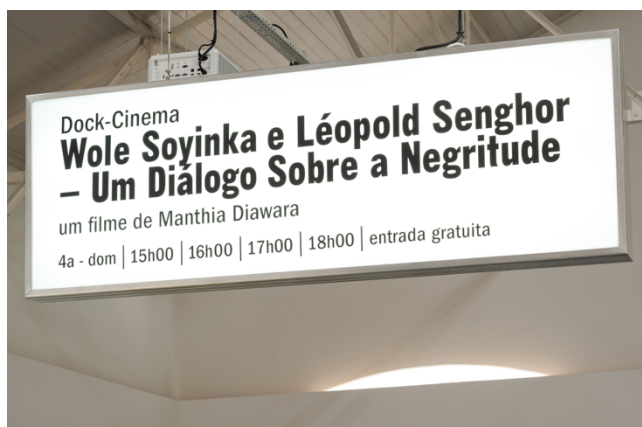 Dock-Cinema
Wole Soyinka e Léopold Senghor
– Um Diálogo Sobre a Negritude
um filme de Manthia Diawara
4a - dom | 15h00 | 16h00 | 17h00 | 18h00 | entrada gratuita